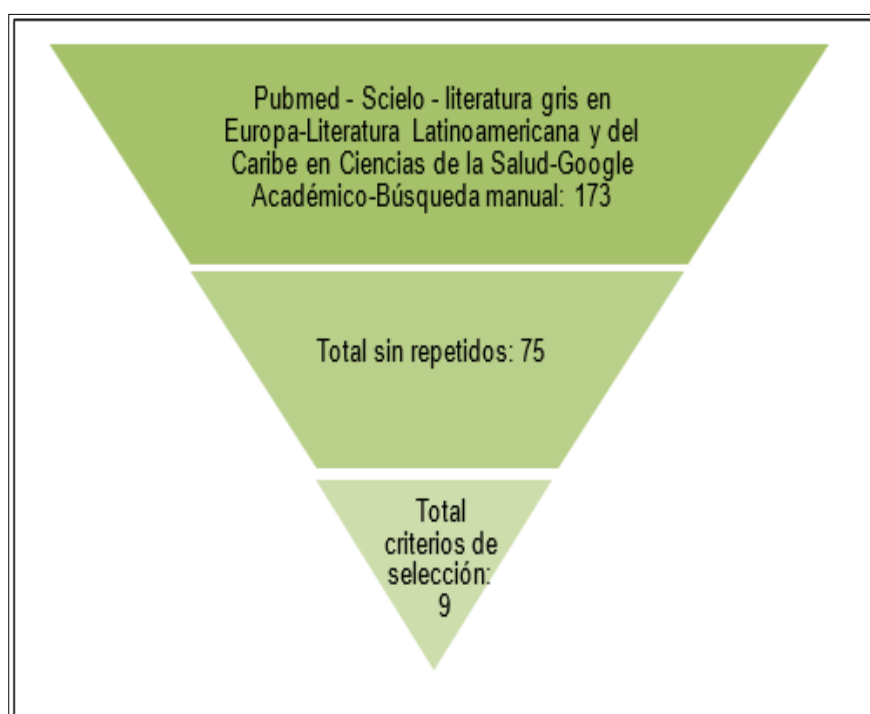 Pubmed - Scielo - literatura gris en
Europa-Literatura Latinoamericana y del
Caribe en Ciencias de la Salud-Google
Académico-Búsqueda manual: 173
Total sin repetidos: 75
Total
criterios de
selección:
9